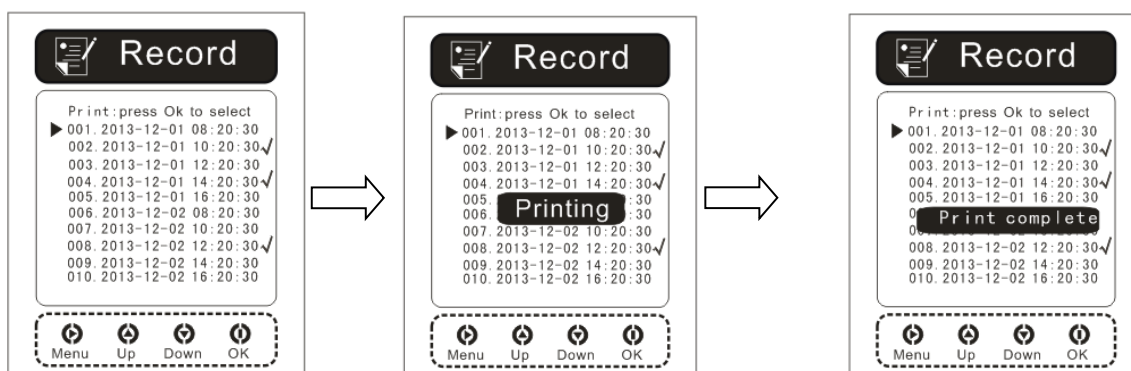 Record
Print:press Ok to select
001. 2013-12-01 08:20:30
002. 2013-12-01 10:20:30
003. 2013-12-01 12:20:30
004. 2013-12-01 14:20:30
005. 2013-12-01 16:20:30
006. 2013-12-02 08:20:30
007. 2013-12-02 10:20:30
008. 2013-12-02 12:20:30
009. 2013-12-02 14:20:30
010. 2013-12-02 16:20:30
Menu Up Down OK
Record
Print:press Ok to select
001. 2013-12-01 08:20:30
002. 2013-12-01 10:20:30
003. 2013-12-01 12:20:30
004. 2013-12-01 14:20:30
005. :30
Printing
006. :30
007. 2013-12-02 10:20:30
008. 2013-12-02 12:20:30
009. 2013-12-02 14:20:30
010. 2013-12-02 16:20:30
Menu Up Down OK
Record
Print:press Ok to select
001. 2013-12-01 08:20:30
002. 2013-12-01 10:20:30
003. 2013-12-01 12:20:30
004. 2013-12-01 14:20:30
005. 2013-12-01 16:20:30
Print complete
008. 2013-12-02 12:20:30
009. 2013-12-02 14:20:30
010. 2013-12-02 16:20:30
Menu Up Down OK